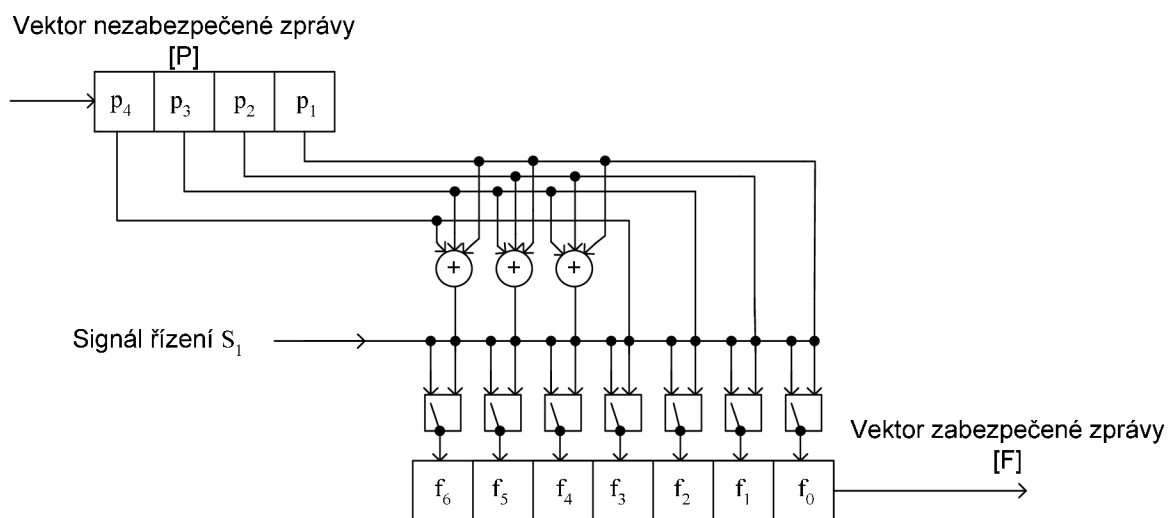 Vektor nezabezpečené zprávy
[P]
p4 p3 p2 p1
+ + +
Signál řízení S1
Vektor zabezpečené zprávy
[F]
f6 f5 f4 f3 f2 f1 f0